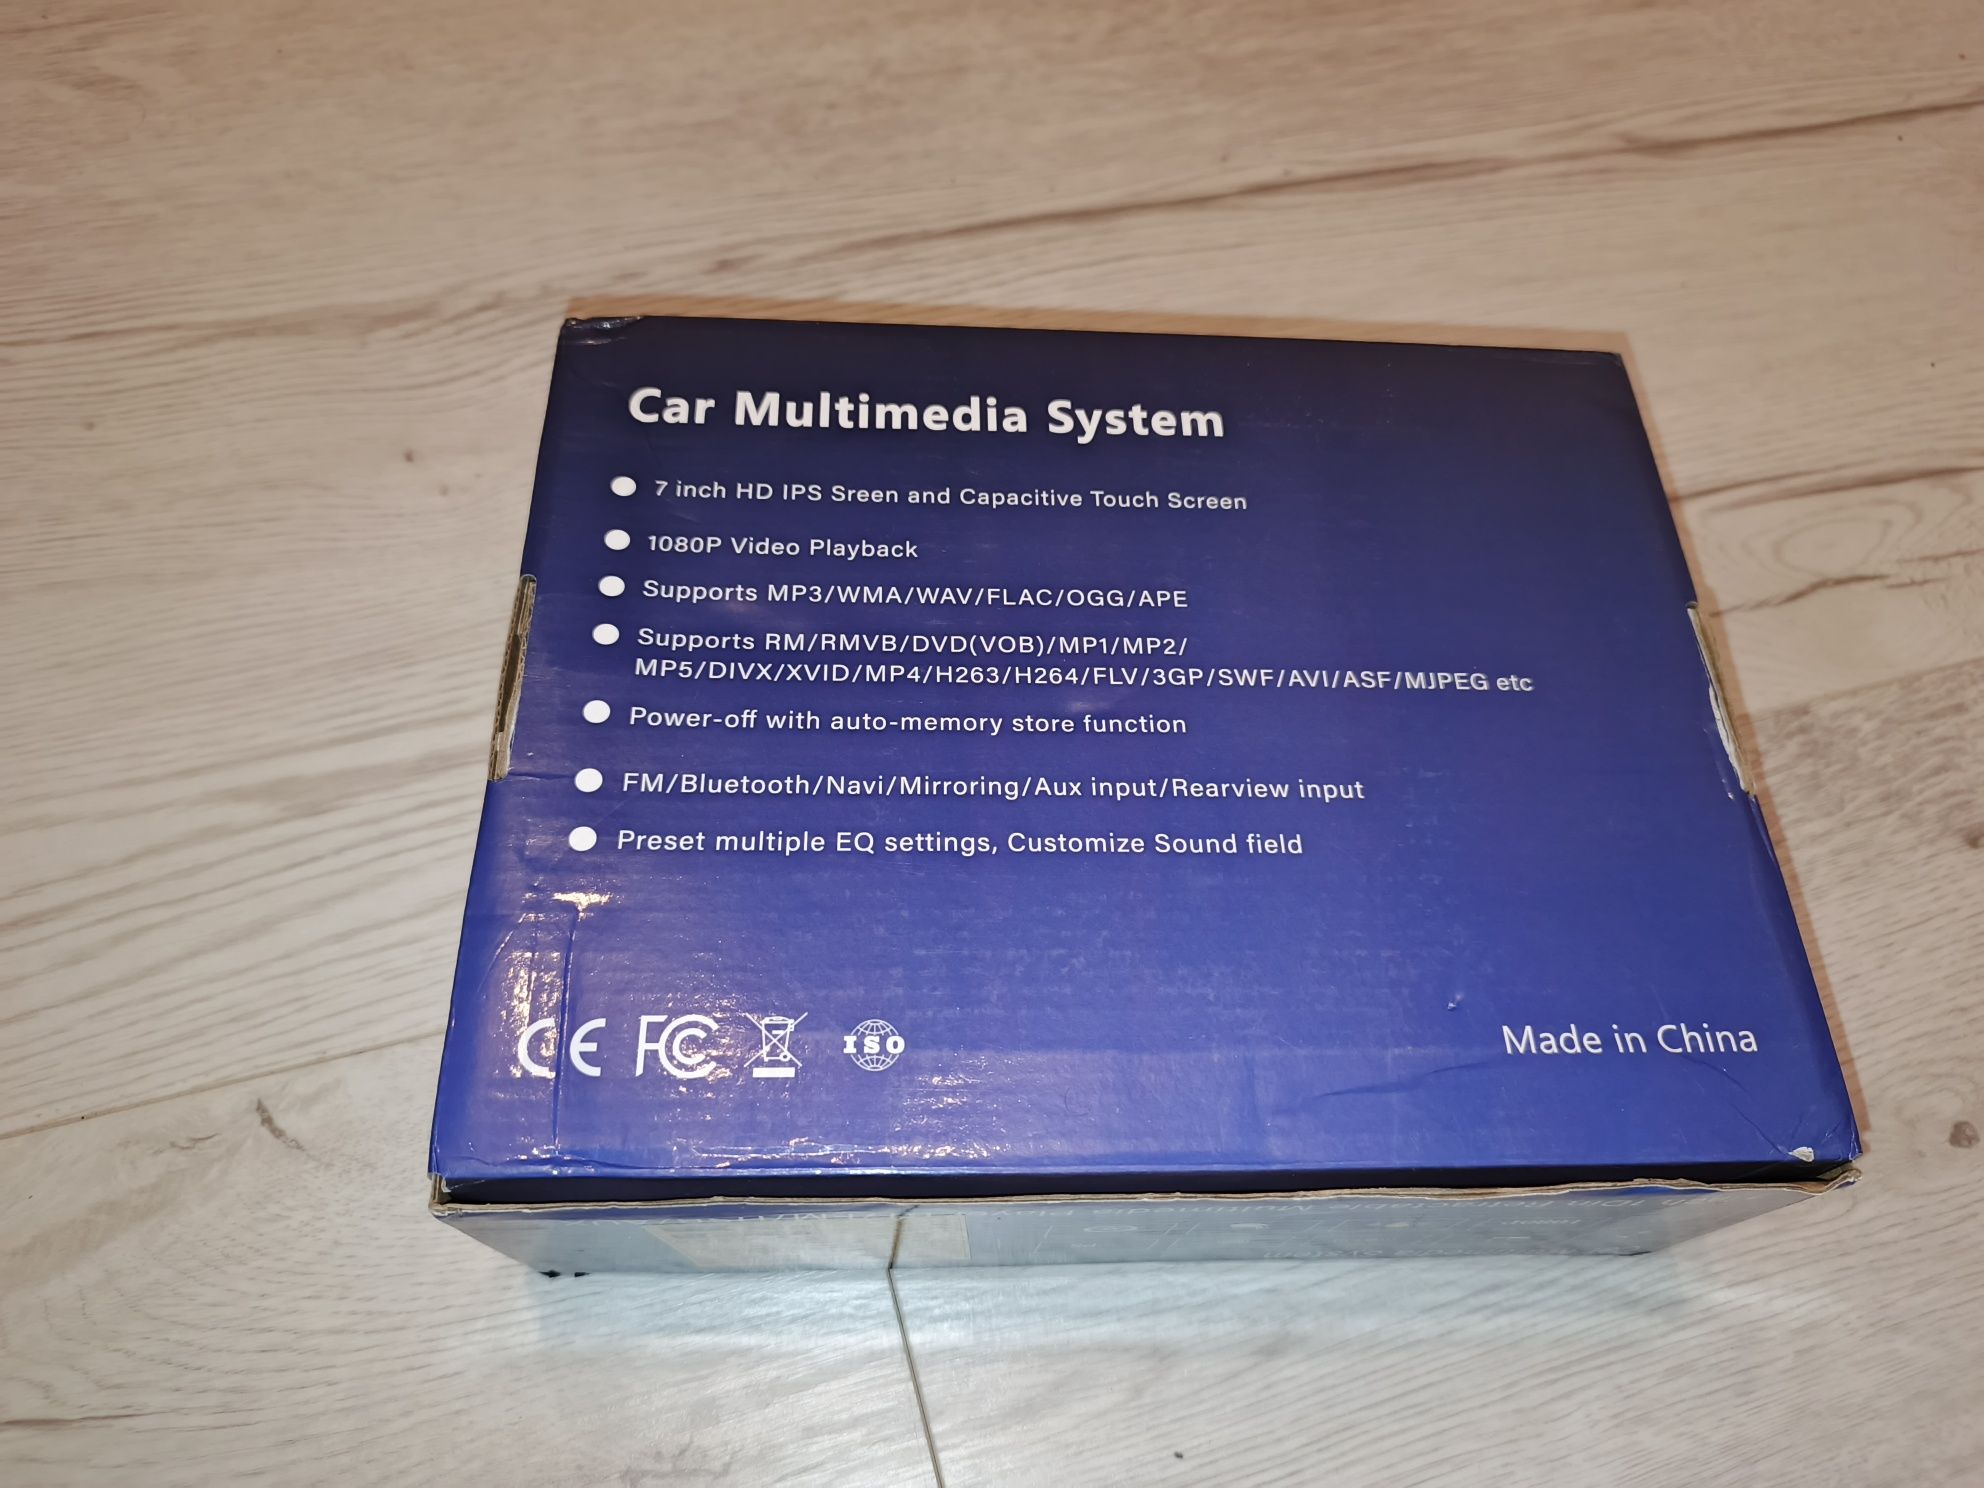 Car Multimedia System
7 inch HD IPS Sreen and Capacitive Touch Screen
1080P Video Playback
Supports MP3/WMA/WAV/FLAC/OGG/APE
Supports RM/RMVB/DVD(VOB)/MP1/MP2/
MP5/DIVX/XVID/MP4/H263/H264/FLV/3GP/SWF/AVI/ASF/MJPEG etc
Power-off with auto-memory store function
FM/Bluetooth/Navi/Mirroring/Aux input/Rearview input
Preset multiple EQ settings, Customize Sound field
CE FC ISO
Made in China